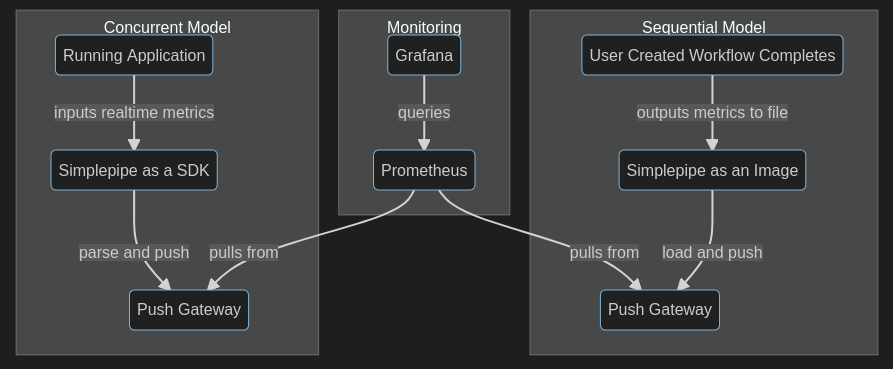 Concurrent Model
Running Application
inputs realtime metrics
Simplepipe as a SDK
parse and push
pulls from
Push Gateway
Monitoring
Grafana
queries
Prometheus
Sequential Model
User Created Workflow Completes
outputs metrics to file
Simplepipe as an Image
pulls from
load and push
Push Gateway